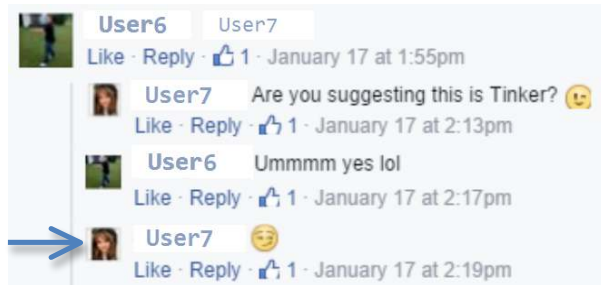 User6 User7
Like · Reply · 1 · January 17 at 1:55pm
User7 Are you suggesting this is Tinker? 😉
Like · Reply · 1 · January 17 at 2:13pm
User6 Ummmm yes lol
Like · Reply · 1 · January 17 at 2:17pm
User7 😏
Like · Reply · 1 · January 17 at 2:19pm